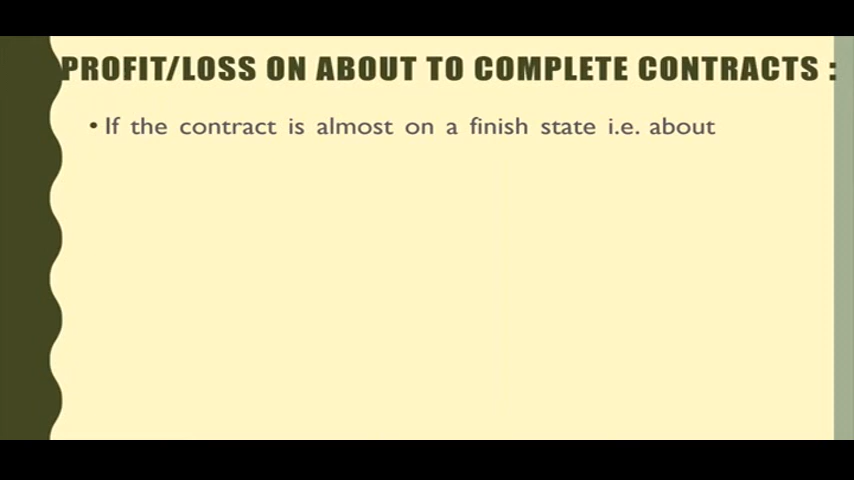 PROFIT/LOSS ON ABOUT TO COMPLETE CONTRACTS :
• If the contract is almost on a finish state i.e. about